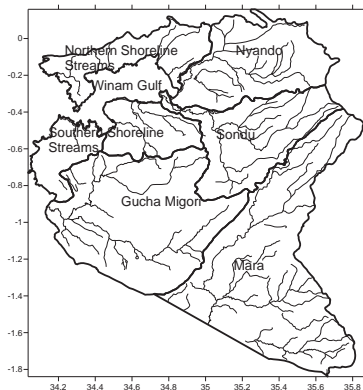 0
Northern Shoreline
Streams
Nyando
-0.2
Winam Gulf
-0.4
Southern Shoreline
Streams
Sondu
-0.6
-0.8
Gucha Migori
-1
-1.2
Mara
-1.4
-1.6
-1.8
34.2 34.4 34.6 34.8 35 35.2 35.4 35.6 35.8